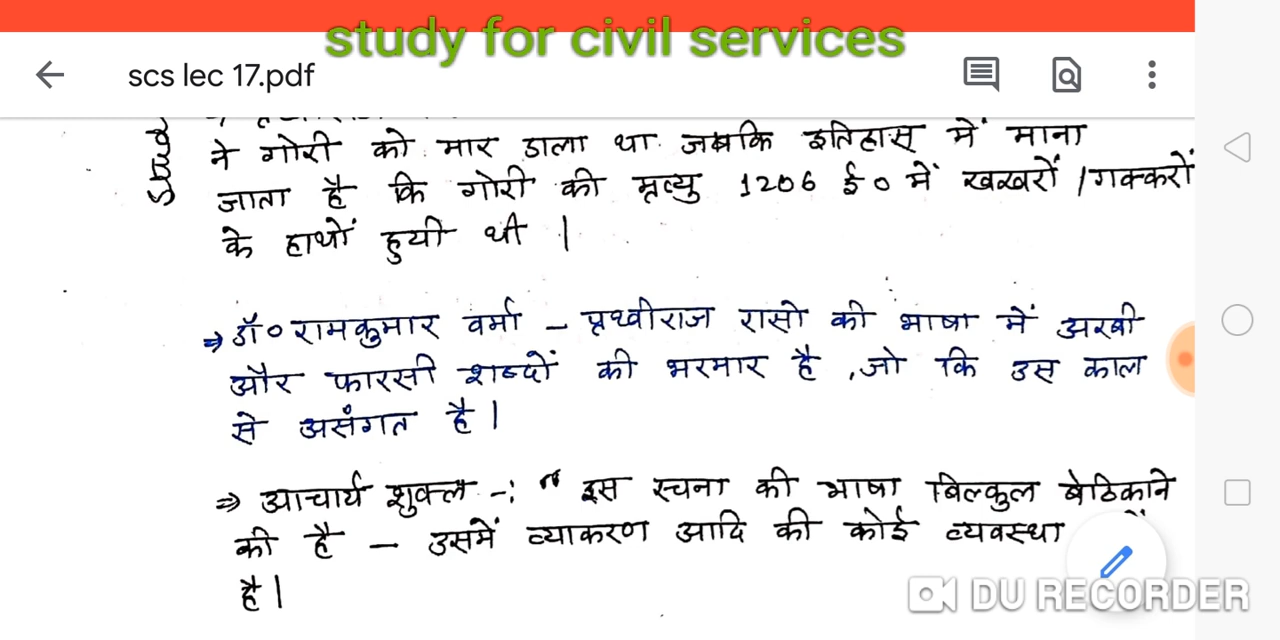 study for civil services
scs lec 17.pdf
ने गोरी को मार डाला था जबकि इतिहास में माना
जाता है कि गोरी की मृत्यु 1206 ई० में खखरों /गक्करों
के हाथों हुयी थी |
⇒ डॉ० रामकुमार वर्मा - पृथ्वीराज रासो की भाषा में अरबी
और फारसी शब्दों की भरमार है , जो कि उस काल
से असंगत है |
⇒ आचार्य शुक्ल -: " इस रचना की भाषा बिल्कुल बेठिकाने
की है - उसमें व्याकरण आदि की कोई व्यवस्था
है |
DU RECORDER